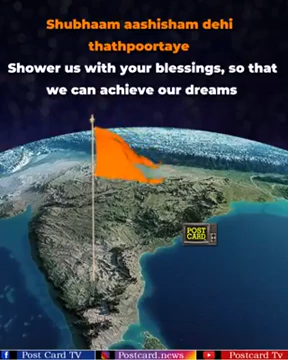 Shubhaam aashisham dehi
thathpoortaye
Shower us with your blessings, so that
we can achieve our dreams
POST
CARD
Post Card TV
Postcard.news
Postcard Tv